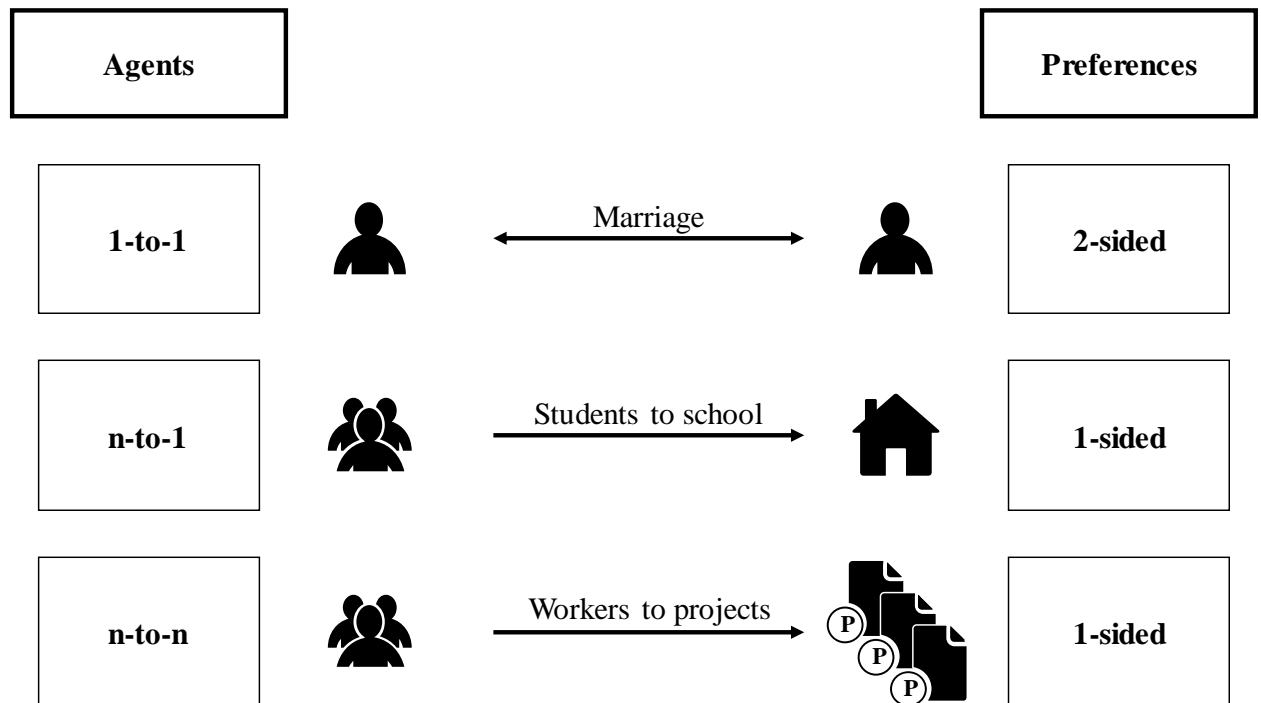 Agents
Preferences
1-to-1
Marriage
2-sided
n-to-1
Students to school
1-sided
n-to-n
Workers to projects
P
P
P
1-sided